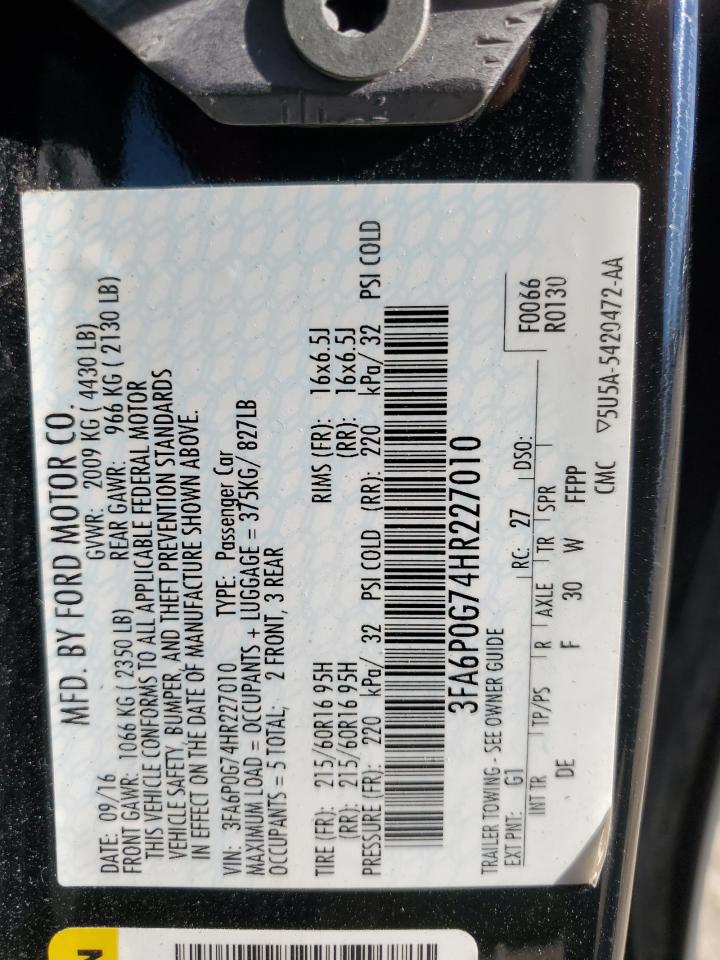 MFD. BY FORD MOTOR CO.
DATE: 09/16 GVWR: 2009 KG ( 4430 LB)
FRONT GAWR: 1066 KG ( 2350 LB) REAR GAWR: 966 KG ( 2130 LB)
THIS VEHICLE CONFORMS TO ALL APPLICABLE FEDERAL MOTOR
VEHICLE SAFETY, BUMPER, AND THEFT PREVENTION STANDARDS
IN EFFECT ON THE DATE OF MANUFACTURE SHOWN ABOVE.
VIN: 3FA6P0G74HR227010 TYPE: Passenger Car
MAXIMUM LOAD = OCCUPANTS + LUGGAGE = 375KG/ 827LB
OCCUPANTS = 5 TOTAL; 2 FRONT, 3 REAR
TIRE (FR): 215/60R16 95H RIMS (FR): 16x6.5J
(RR): 215/60R16 95H (RR): 16x6.5J
PRESSURE (FR): 220 kPa/ 32 PSI COLD (RR): 220 kPa/ 32 PSI COLD
3FA6P0G74HR227010
TRAILER TOWING - SEE OWNER GUIDE
F0066
R0130
EXT PNT: G1 RC: 27 DSO:
INT TR TP/PS R AXLE TR SPR
DE F 30 W FFPP
CMC ▽5U5A-5420472-AA
N